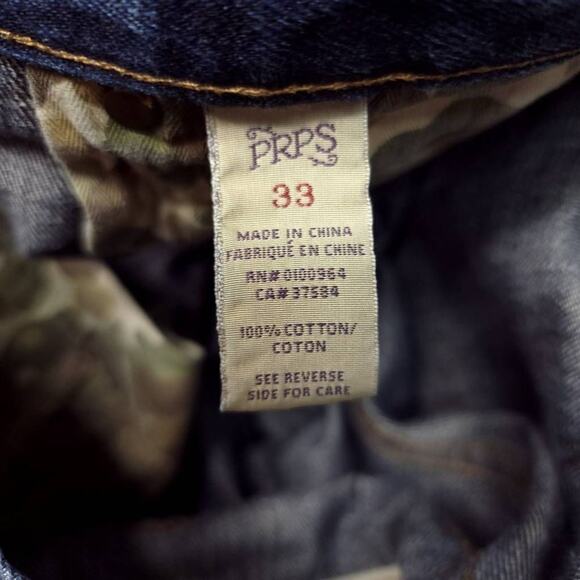 PRPS
33
MADE IN CHINA
FABRIQUÉ EN CHINE
RN#0100964
CA#37584
100% COTTON/
COTON
SEE REVERSE
SIDE FOR CARE